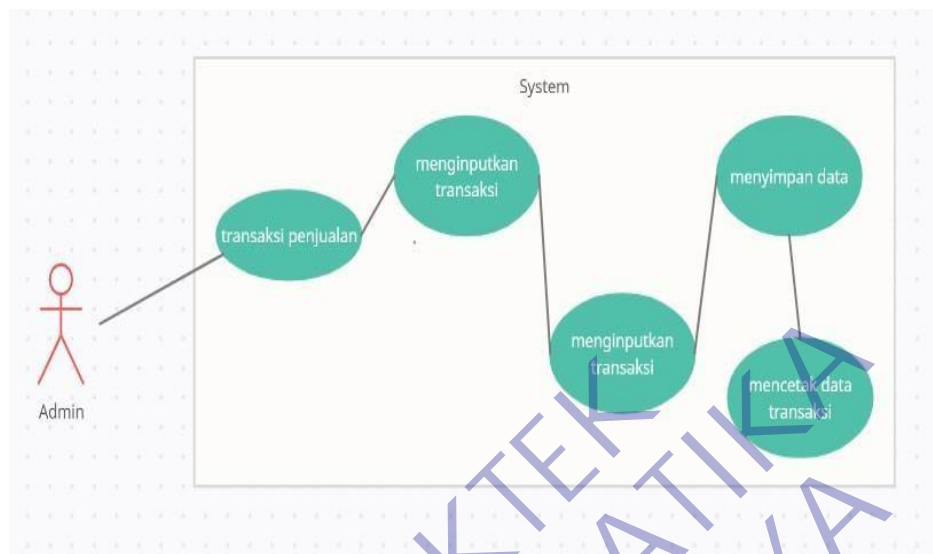 System
menginputkan
transaksi
menyimpan data
transaksi penjualan
menginputkan
transaksi
mencetak data
transaksi
Admin